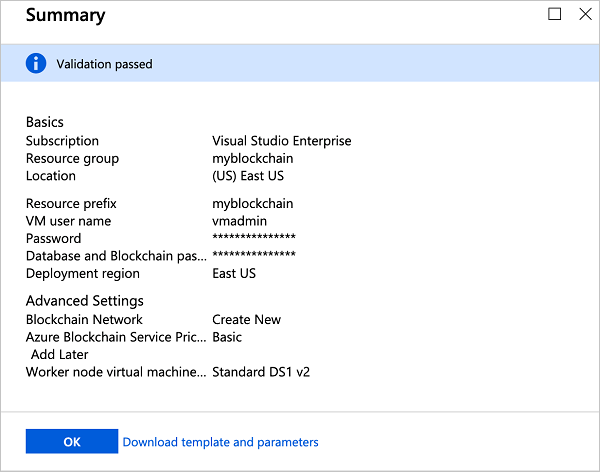 Summary
Validation passed
Basics
Subscription Visual Studio Enterprise
Resource group myblockchain
Location (US) East US
Resource prefix myblockchain
VM user name vmadmin
Password ***************
Database and Blockchain pas... ***************
Deployment region East US
Advanced Settings
Blockchain Network Create New
Azure Blockchain Service Pric... Basic
Add Later
Worker node virtual machine... Standard DS1 v2
OK Download template and parameters